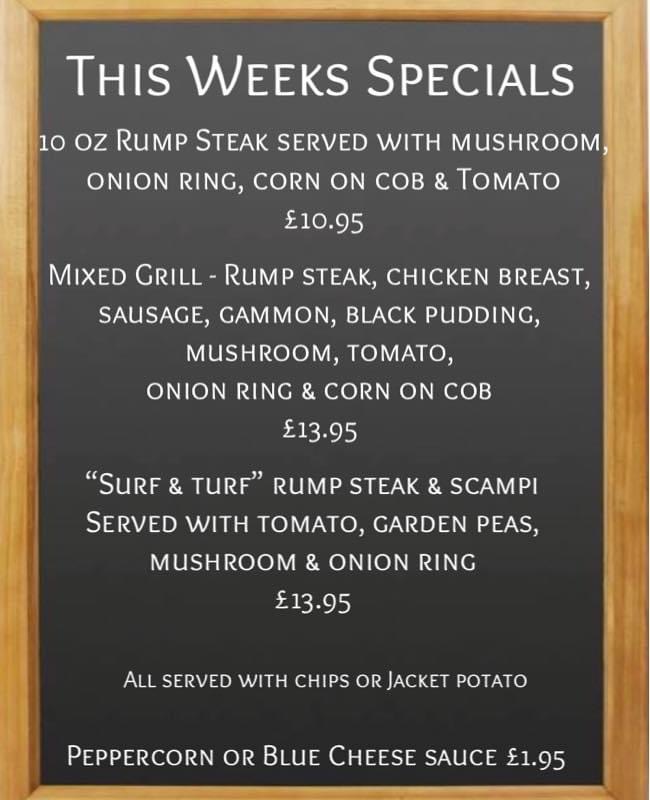 This Weeks Specials
10 oz Rump Steak served with mushroom,
onion ring, corn on cob & Tomato
£10.95
Mixed Grill - Rump steak, chicken breast,
sausage, gammon, black pudding,
mushroom, tomato,
onion ring & corn on cob
£13.95
“Surf & turf” rump steak & scampi
Served with tomato, garden peas,
mushroom & onion ring
£13.95
All served with chips or Jacket potato
Peppercorn or Blue Cheese sauce £1.95